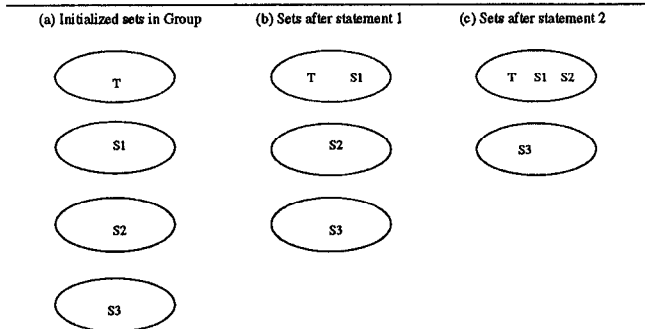 (a) Initialized sets in Group (b) Sets after statement 1 (c) Sets after statement 2
T T S1 T S1 S2
S1 S2 S3
S2 S3
S3